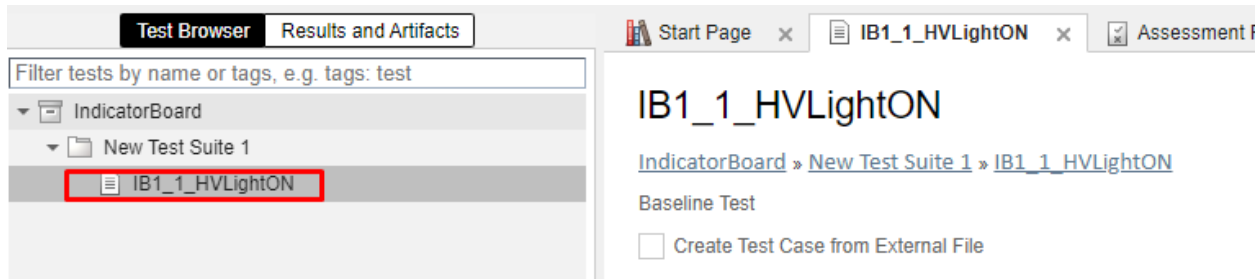 Test Browser
Results and Artifacts
Filter tests by name or tags, e.g. tags: test
IndicatorBoard
New Test Suite 1
IB1_1_HVLightON
Start Page
IB1_1_HVLightON
Assessment
IB1_1_HVLightON
IndicatorBoard » New Test Suite 1 » IB1_1_HVLightON
Baseline Test
Create Test Case from External File